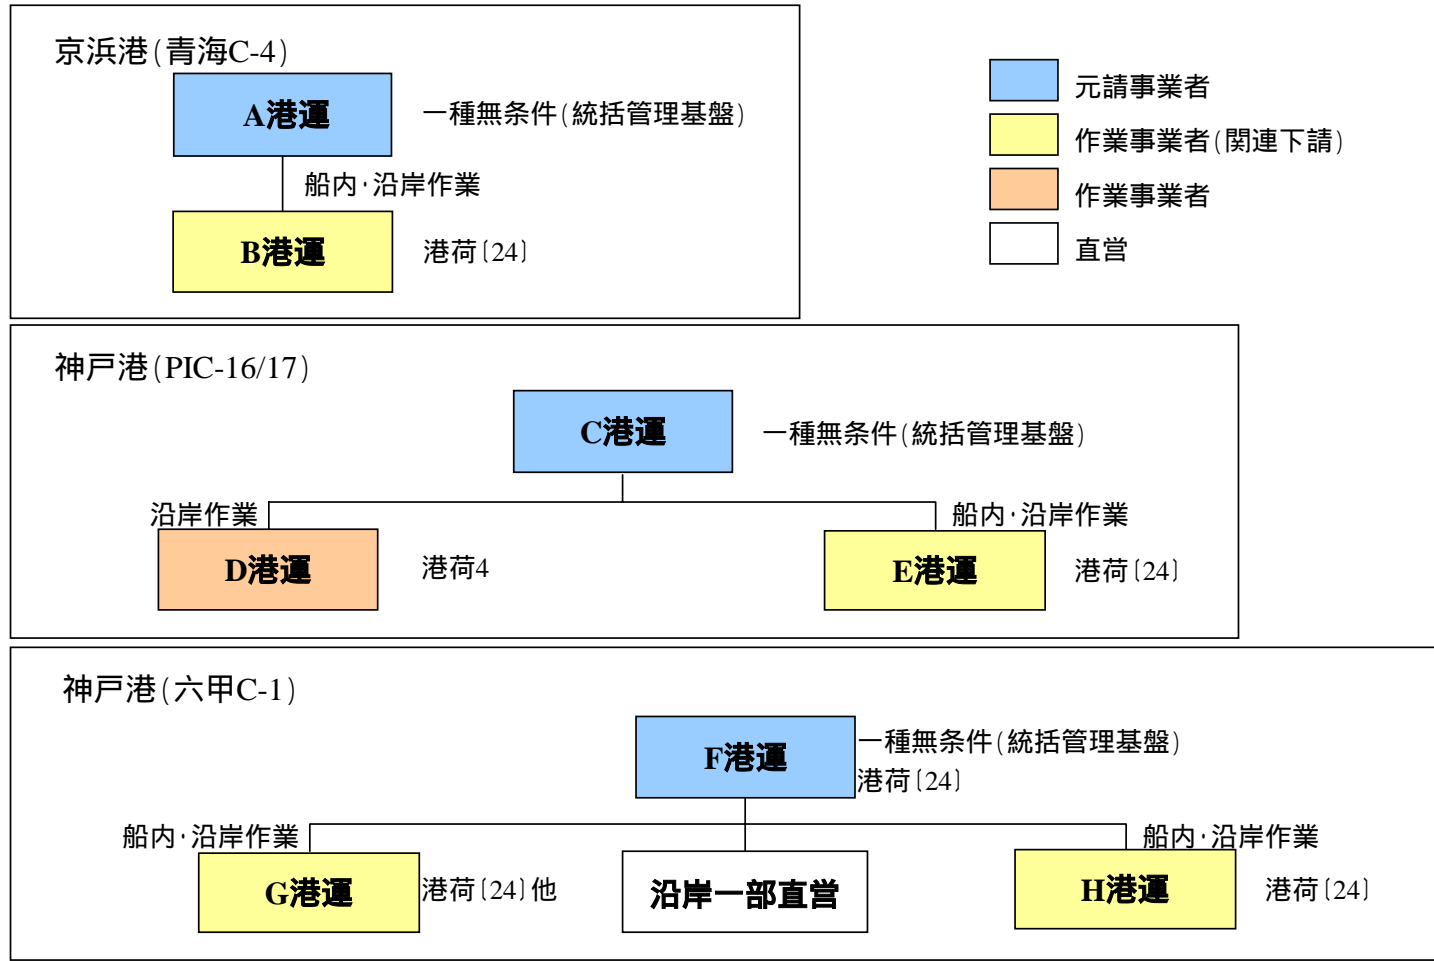 京浜港(青海C-4)
A港運
一種無条件(統括管理基盤)
船内・沿岸作業
B港運
港荷〔24〕
元請事業者
作業事業者(関連下請)
作業事業者
直営
神戸港(PIC-16/17)
C港運
一種無条件(統括管理基盤)
沿岸作業
船内・沿岸作業
D港運
港荷4
E港運
港荷〔24〕
神戸港(六甲C-1)
F港運
一種無条件(統括管理基盤)
港荷〔24〕
船内・沿岸作業
船内・沿岸作業
G港運
港荷〔24〕他
沿岸一部直営
H港運
港荷〔24〕